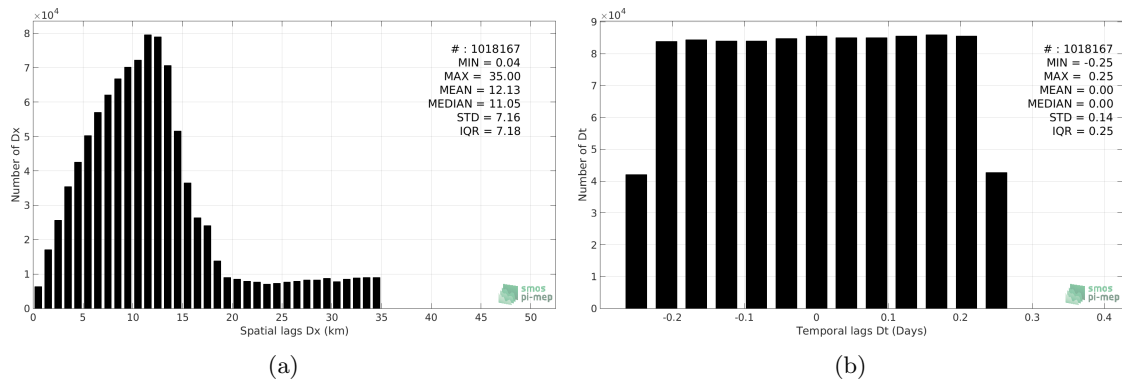 ×10⁴
8
7
6
5
4
3
2
1
0
Number of Dx
# : 1018167
MIN = 0.04
MAX = 35.00
MEAN = 12.13
MEDIAN = 11.05
STD = 7.16
IQR = 7.18
smos
pi-mep
0 5 10 15 20 25 30 35 40 45 50
Spatial lags Dx (km)
(a)
×10⁴
9
8
7
6
5
4
3
2
1
0
Number of Dt
# : 1018167
MIN = -0.25
MAX = 0.25
MEAN = 0.00
MEDIAN = 0.00
STD = 0.14
IQR = 0.25
smos
pi-mep
-0.2 -0.1 0 0.1 0.2 0.3 0.4
Temporal lags Dt (Days)
(b)